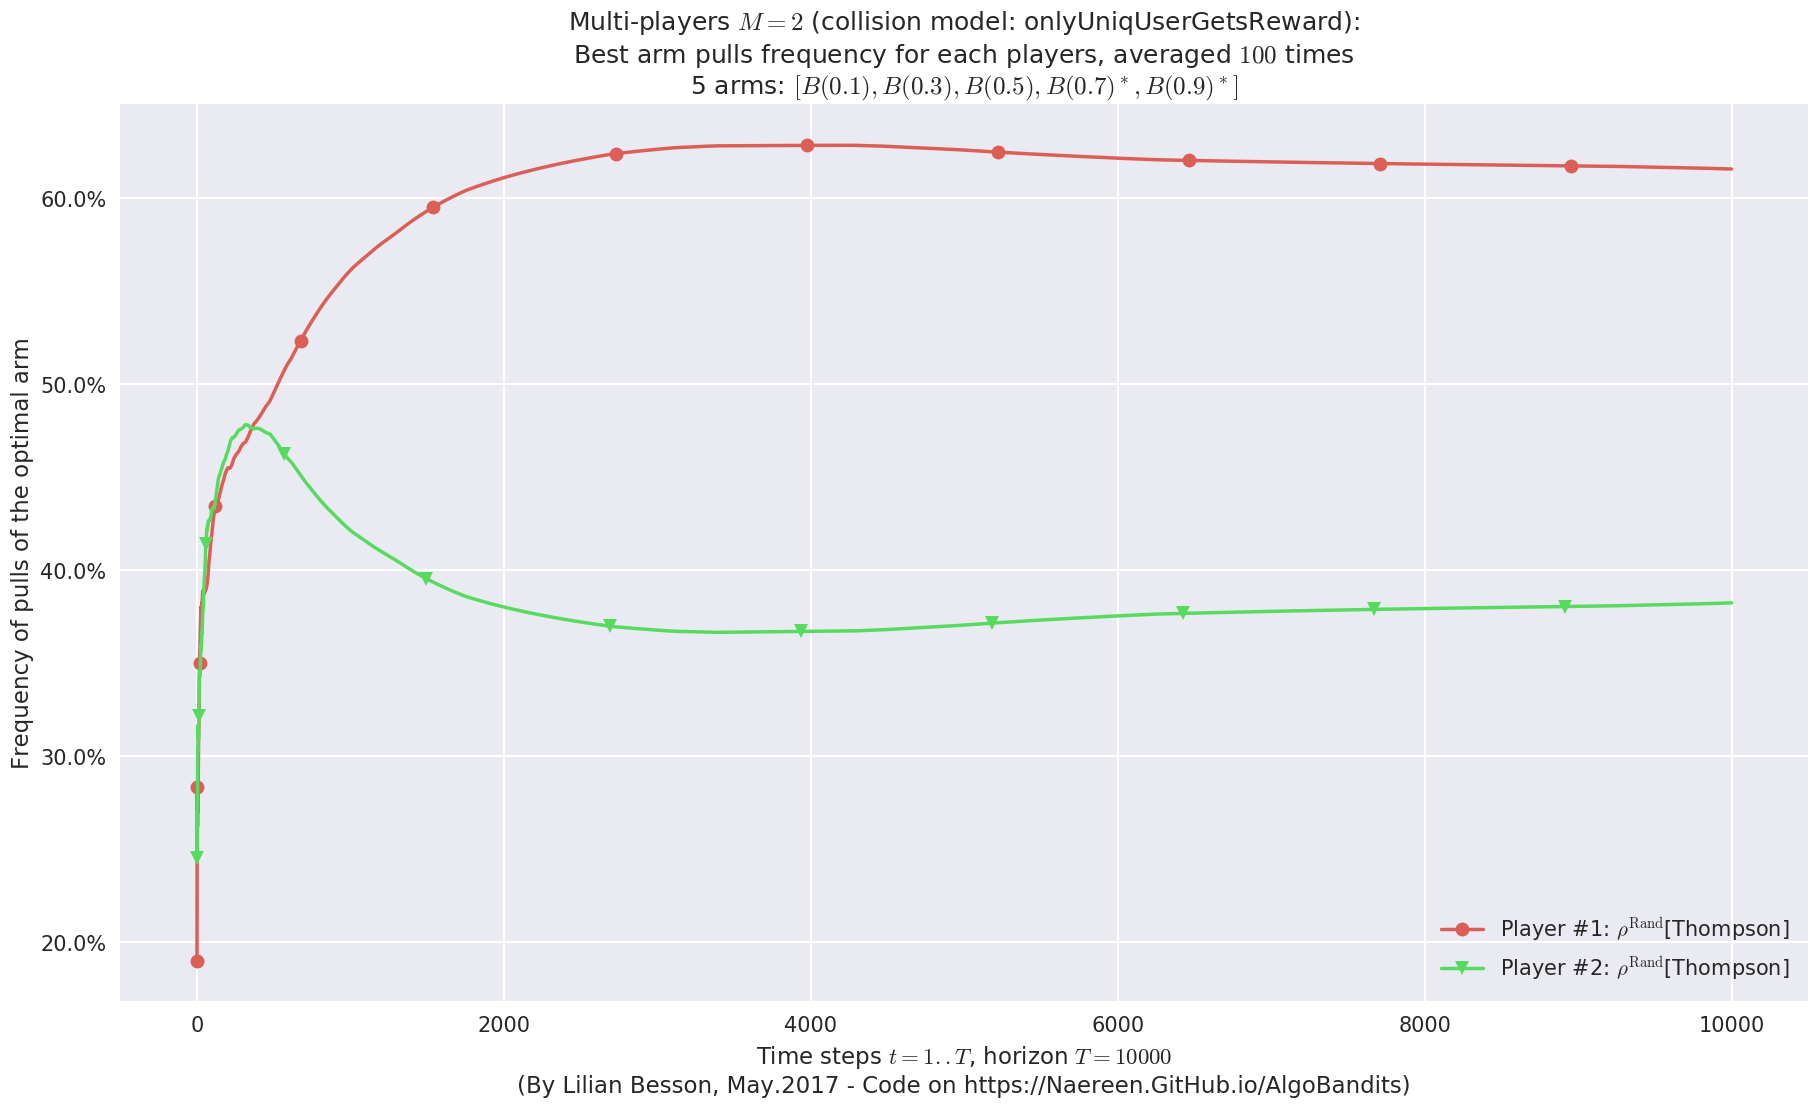 Multi-players M = 2 (collision model: onlyUniqUserGetsReward):
Best arm pulls frequency for each players, averaged 100 times
5 arms: [B(0.1), B(0.3), B(0.5), B(0.7)*, B(0.9)*]
Frequency of pulls of the optimal arm
60.0%
50.0%
40.0%
30.0%
20.0%
Player #1: ρ^Rand[Thompson]
Player #2: ρ^Rand[Thompson]
0
2000
4000
6000
8000
10000
Time steps t = 1..T, horizon T = 10000
(By Lilian Besson, May.2017 - Code on https://Naereen.GitHub.io/AlgoBandits)